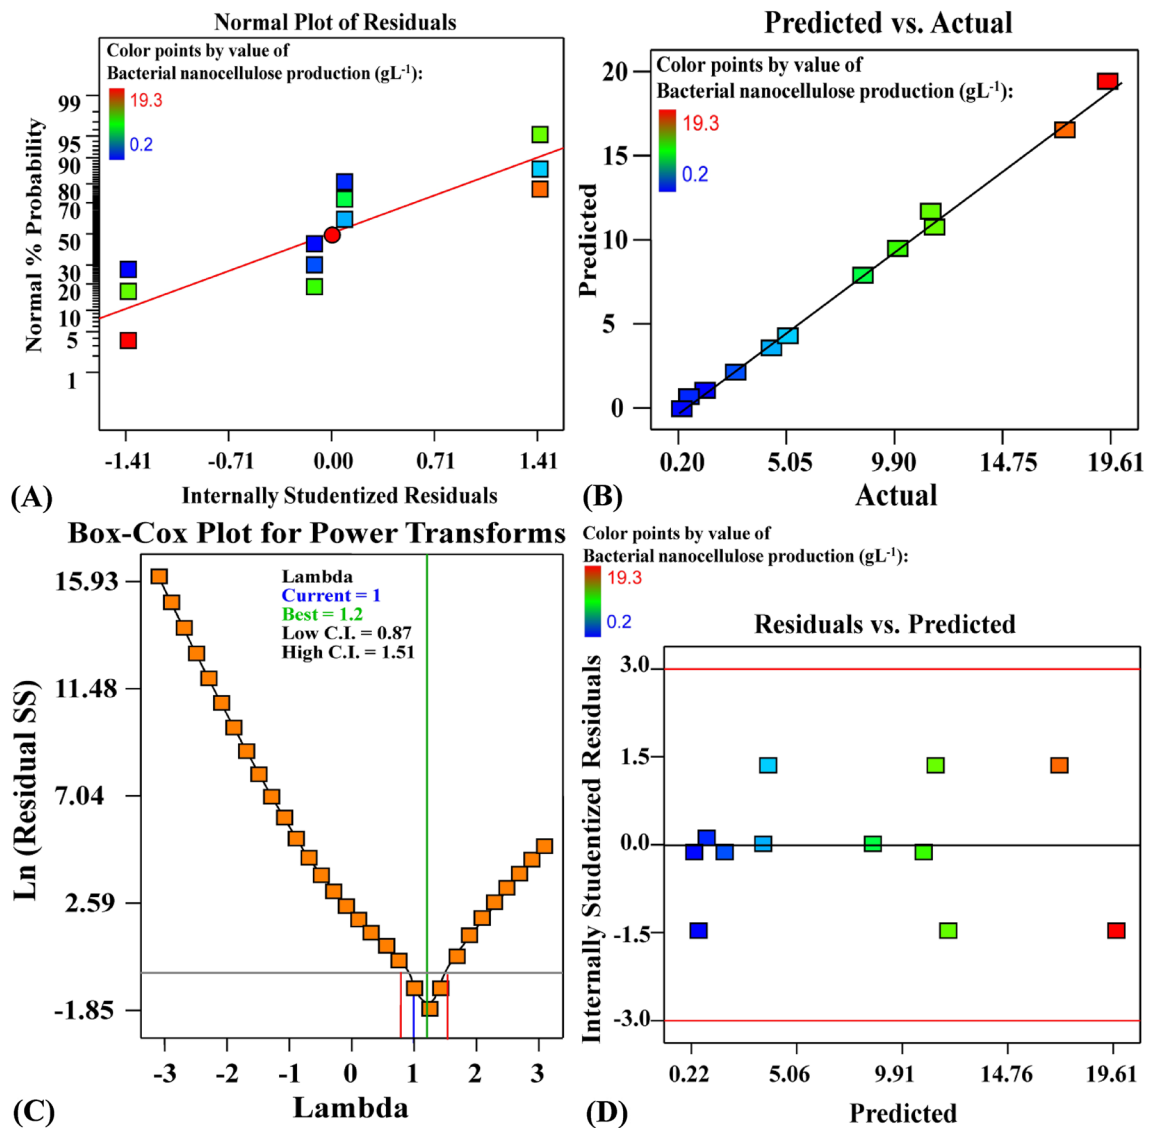 Normal Plot of Residuals
Color points by value of
Bacterial nanocellulose production (gL⁻¹):
19.3
0.2
Normal % Probability
99
95
90
80
70
50
30
20
10
5
1
-1.41
-0.71
0.00
0.71
1.41
(A)
Internally Studentized Residuals
Predicted vs. Actual
Color points by value of
Bacterial nanocellulose production (gL⁻¹):
19.3
0.2
Predicted
20
15
10
5
0
0.20
5.05
9.90
14.75
19.61
(B)
Actual
Box-Cox Plot for Power Transforms
Lambda
Current = 1
Best = 1.2
Low C.I. = 0.87
High C.I. = 1.51
Ln (Residual SS)
15.93
11.48
7.04
2.59
-1.85
-3
-2
-1
0
1
2
3
(C)
Lambda
Color points by value of
Bacterial nanocellulose production (gL⁻¹):
19.3
0.2
Residuals vs. Predicted
Internally Studentized Residuals
3.0
1.5
0.0
-1.5
-3.0
0.22
5.06
9.91
14.76
19.61
(D)
Predicted